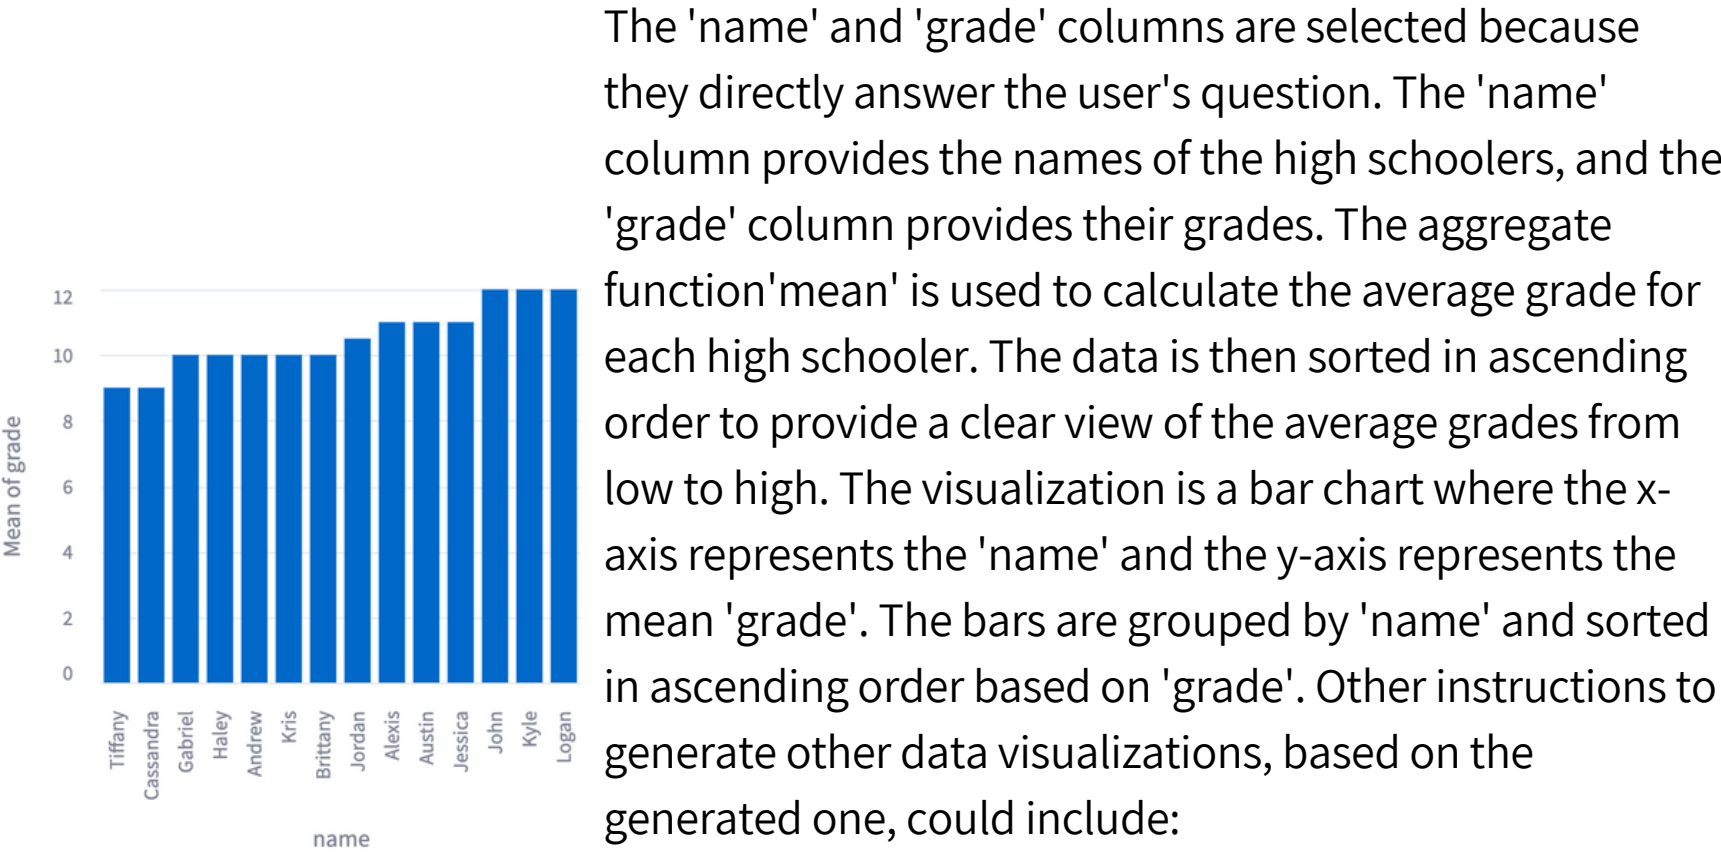 The 'name' and 'grade' columns are selected because
they directly answer the user's question. The 'name'
column provides the names of the high schoolers, and the
'grade' column provides their grades. The aggregate
function'mean' is used to calculate the average grade for
each high schooler. The data is then sorted in ascending
order to provide a clear view of the average grades from
low to high. The visualization is a bar chart where the x-
axis represents the 'name' and the y-axis represents the
mean 'grade'. The bars are grouped by 'name' and sorted
in ascending order based on 'grade'. Other instructions to
generate other data visualizations, based on the
generated one, could include:
Mean of grade
12
10
8
6
4
2
0
Tiffany
Cassandra
Gabriel
Haley
Andrew
Kris
Brittany
Jordan
Alexis
Austin
Jessica
John
Kyle
Logan
name